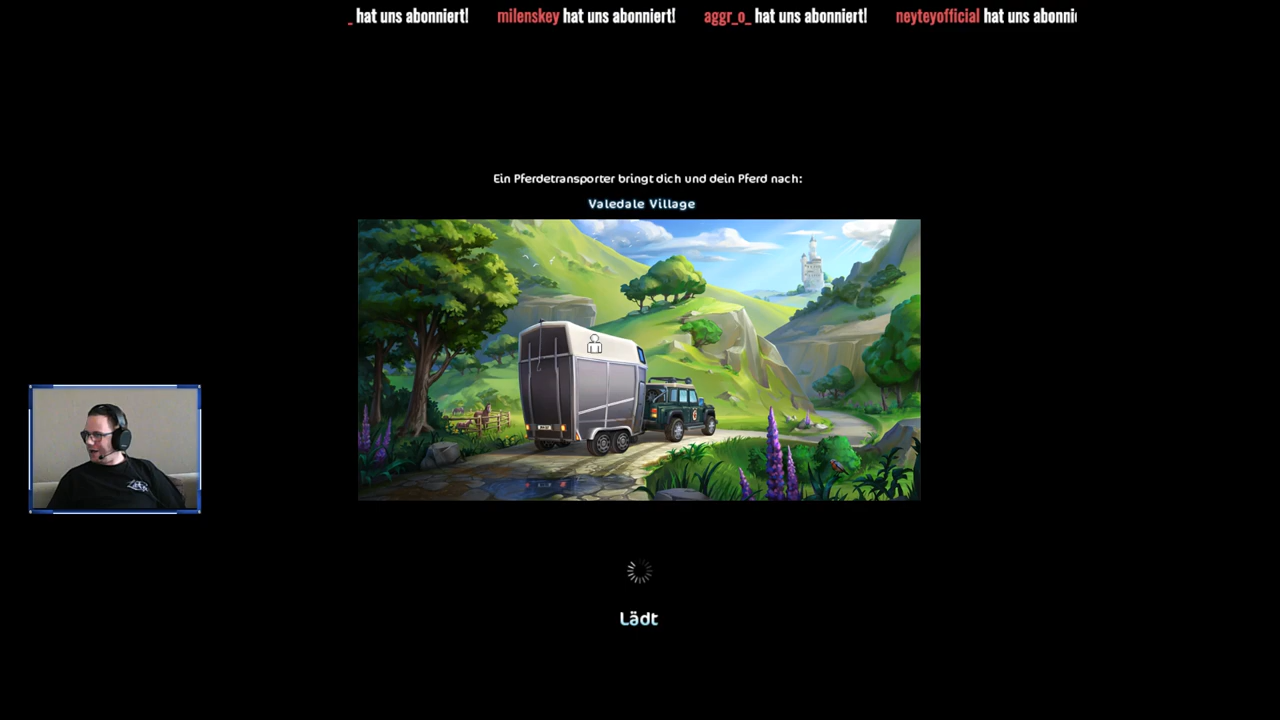 _ hat uns abonniert! milenskey hat uns abonniert! aggr_o_ hat uns abonniert! neyteyofficial hat uns abonni
Ein Pferdetransporter bringt dich und dein Pferd nach:
Valedale Village
Lädt